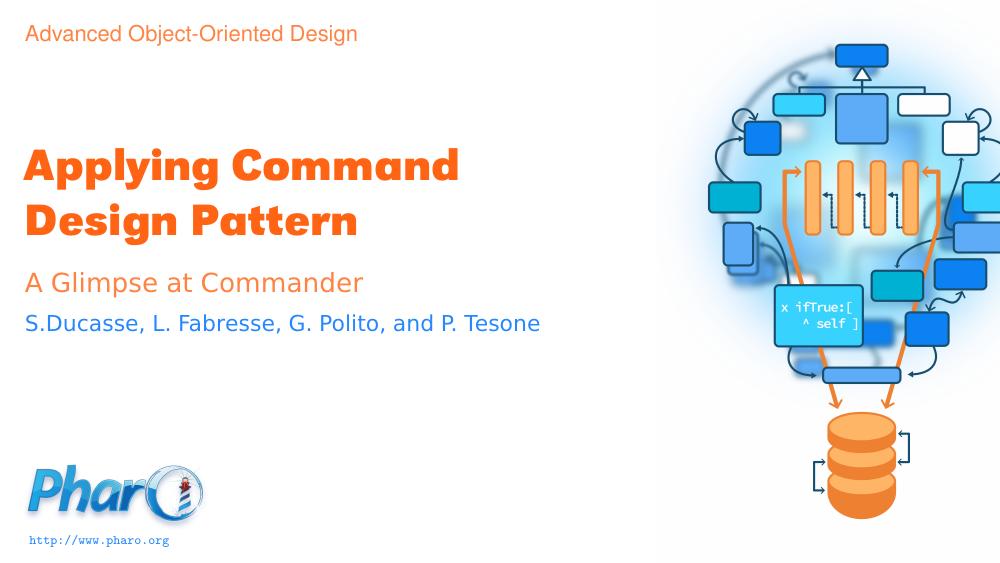 Advanced Object-Oriented Design
Applying Command
Design Pattern
A Glimpse at Commander
S.Ducasse, L. Fabresse, G. Polito, and P. Tesone
x ifTrue:[
^ self ]
Pharo
http://www.pharo.org